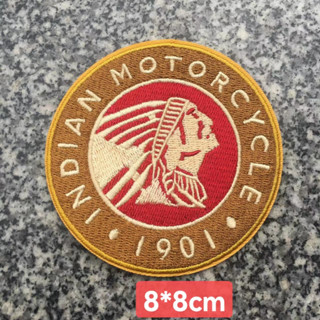 INDIAN MOTORCYCLE
· 1901 ·
8*8cm